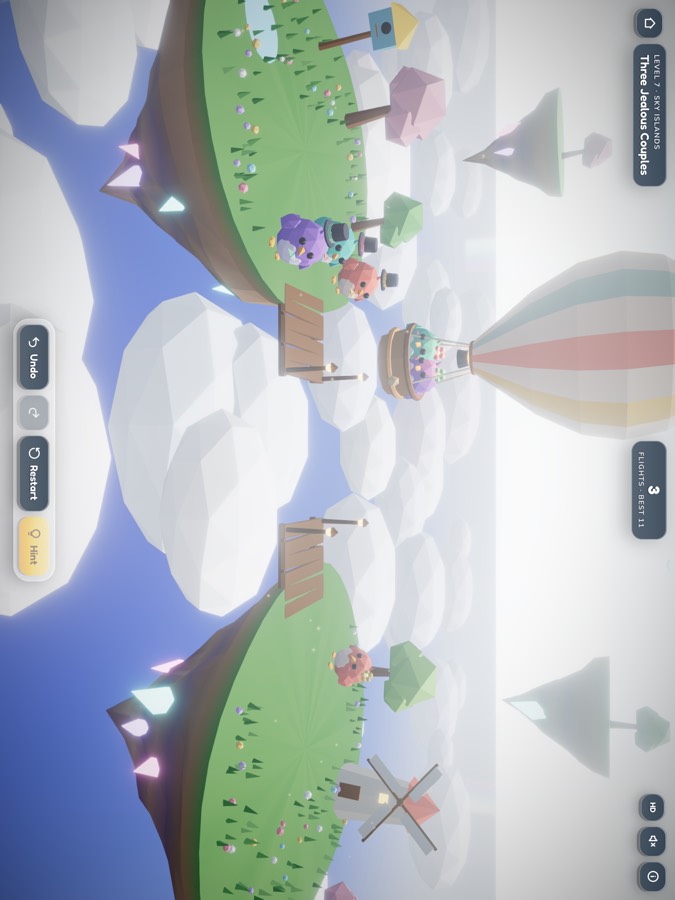 LEVEL 7 · SKY ISLANDS
Three Jealous Couples
3
FLIGHTS · BEST 11
HD
Undo
Restart
Hint